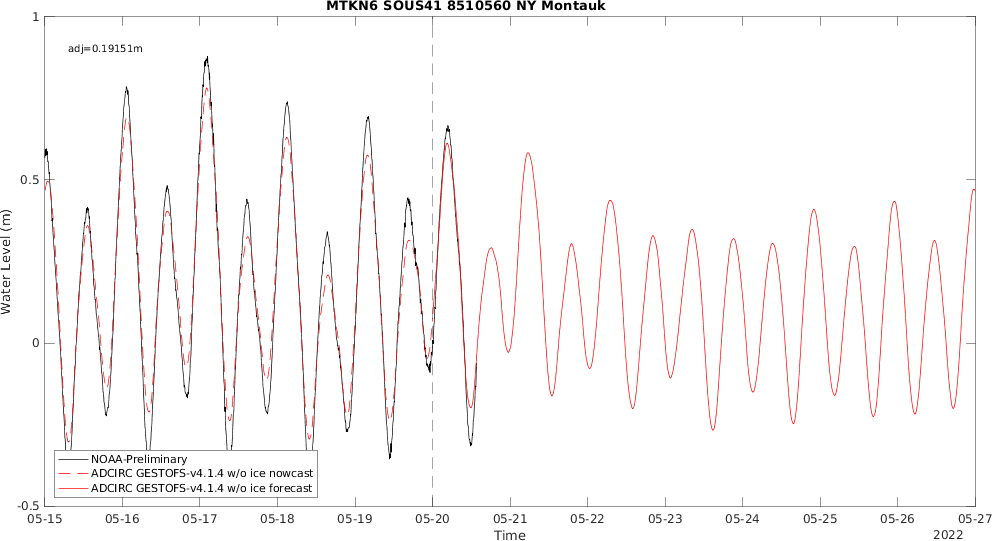 MTKN6 SOUS41 8510560 NY Montauk
adj=0.19151m
1
0.5
0
-0.5
Water Level (m)
NOAA-Preliminary
ADCIRC GESTOFS-v4.1.4 w/o ice nowcast
ADCIRC GESTOFS-v4.1.4 w/o ice forecast
05-15 05-16 05-17 05-18 05-19 05-20 05-21 05-22 05-23 05-24 05-25 05-26 05-27
Time
2022